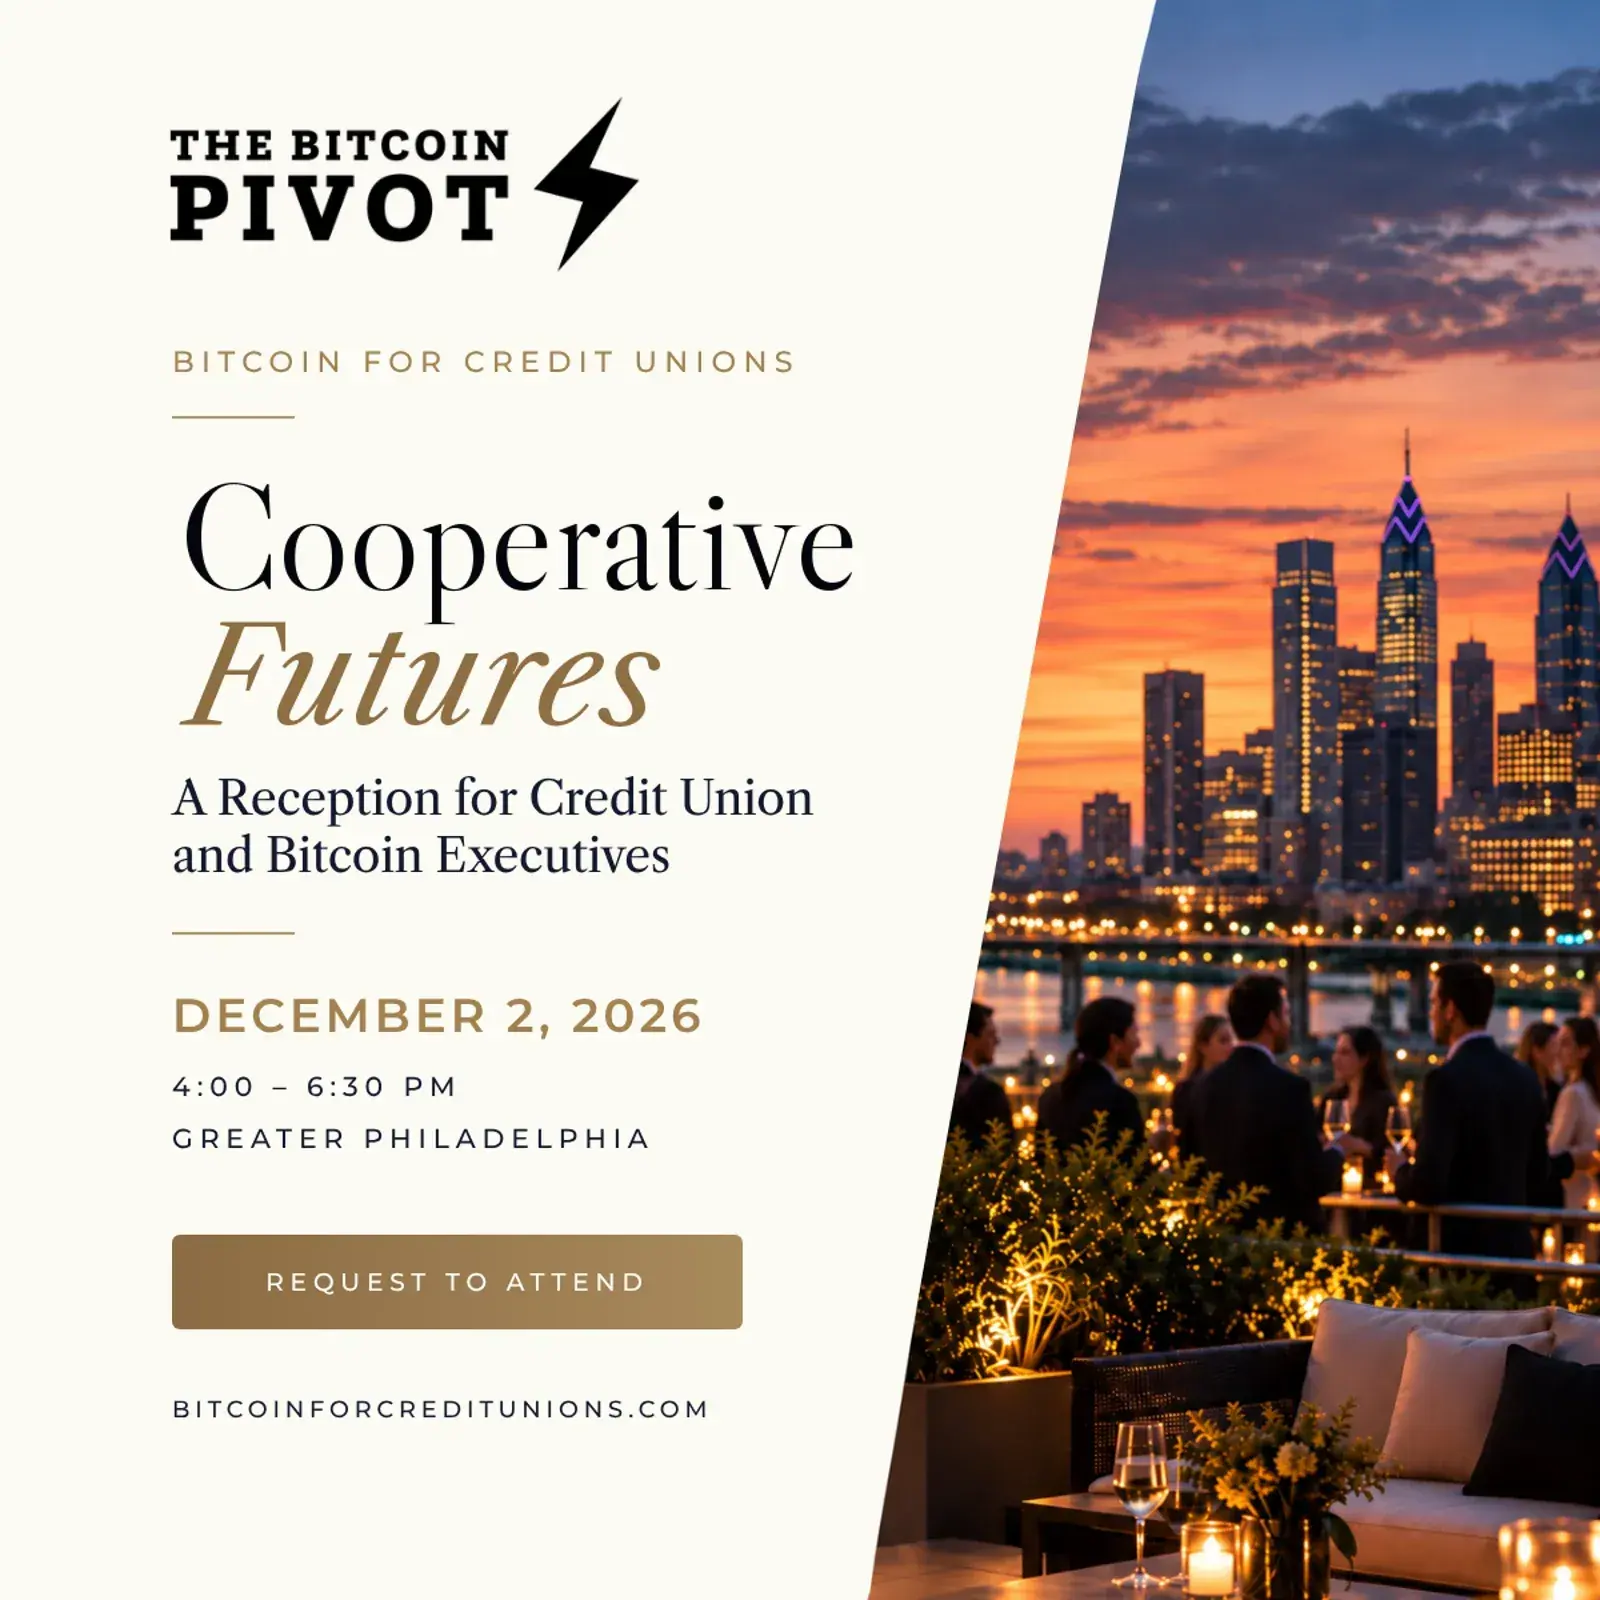 THE BITCOIN
PIVOT
BITCOIN FOR CREDIT UNIONS
Cooperative
Futures
A Reception for Credit Union
and Bitcoin Executives
DECEMBER 2, 2026
4:00 – 6:30 PM
GREATER PHILADELPHIA
REQUEST TO ATTEND
BITCOINFORCREDITUNIONS.COM